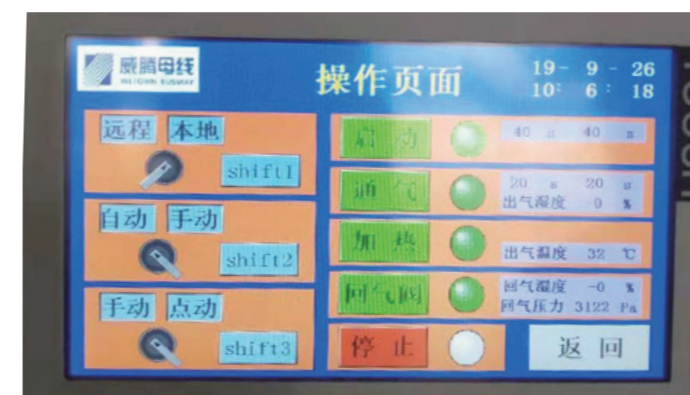 威腾母线
操作页面
19- 9 - 26
10: 6 : 18
远程 本地
shift1
自动 手动
shift2
手动 点动
shift3
启动 40 s 40 s
通气 20 s 20 s
出气湿度 0 %
加热 出气温度 32 ℃
回气阀 回气湿度 -0 %
回气压力 3122 Pa
停止 返回